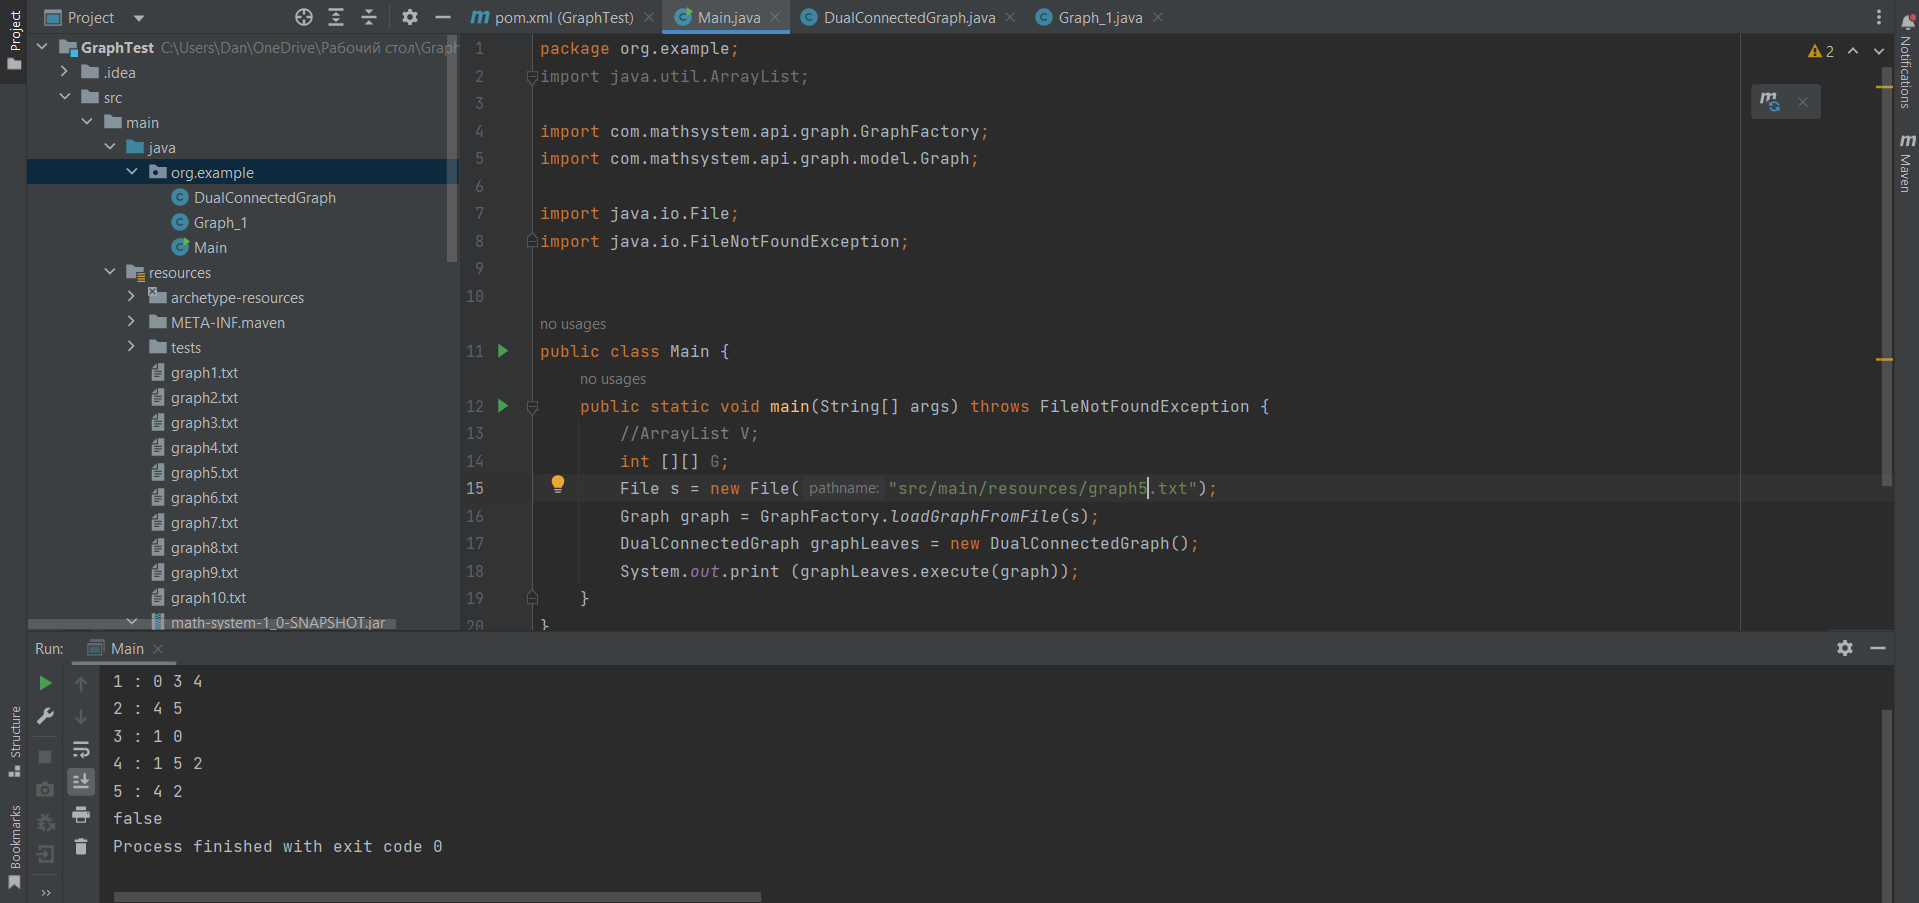 Project
pom.xml (GraphTest)
Main.java
DualConnectedGraph.java
Graph_1.java
Project
Notifications
Maven
Structure
Bookmarks
GraphTest C:\Users\Dan\OneDrive\Рабочий стол\Graph
.idea
src
main
java
org.example
DualConnectedGraph
Graph_1
Main
resources
archetype-resources
META-INF.maven
tests
graph1.txt
graph2.txt
graph3.txt
graph4.txt
graph5.txt
graph6.txt
graph7.txt
graph8.txt
graph9.txt
graph10.txt
math-system-1_0-SNAPSHOT.jar
2
1 package org.example;
2 import java.util.ArrayList;
3
4 import com.mathsystem.api.graph.GraphFactory;
5 import com.mathsystem.api.graph.model.Graph;
6
7 import java.io.File;
8 import java.io.FileNotFoundException;
9
10
no usages
11 public class Main {
no usages
12 public static void main(String[] args) throws FileNotFoundException {
13 //ArrayList V;
14 int [][] G;
15 File s = new File( pathname: "src/main/resources/graph5.txt");
16 Graph graph = GraphFactory.loadGraphFromFile(s);
17 DualConnectedGraph graphLeaves = new DualConnectedGraph();
18 System.out.print (graphLeaves.execute(graph));
19 }
20 }
Run: Main
1 : 0 3 4
2 : 4 5
3 : 1 0
4 : 1 5 2
5 : 4 2
false
Process finished with exit code 0